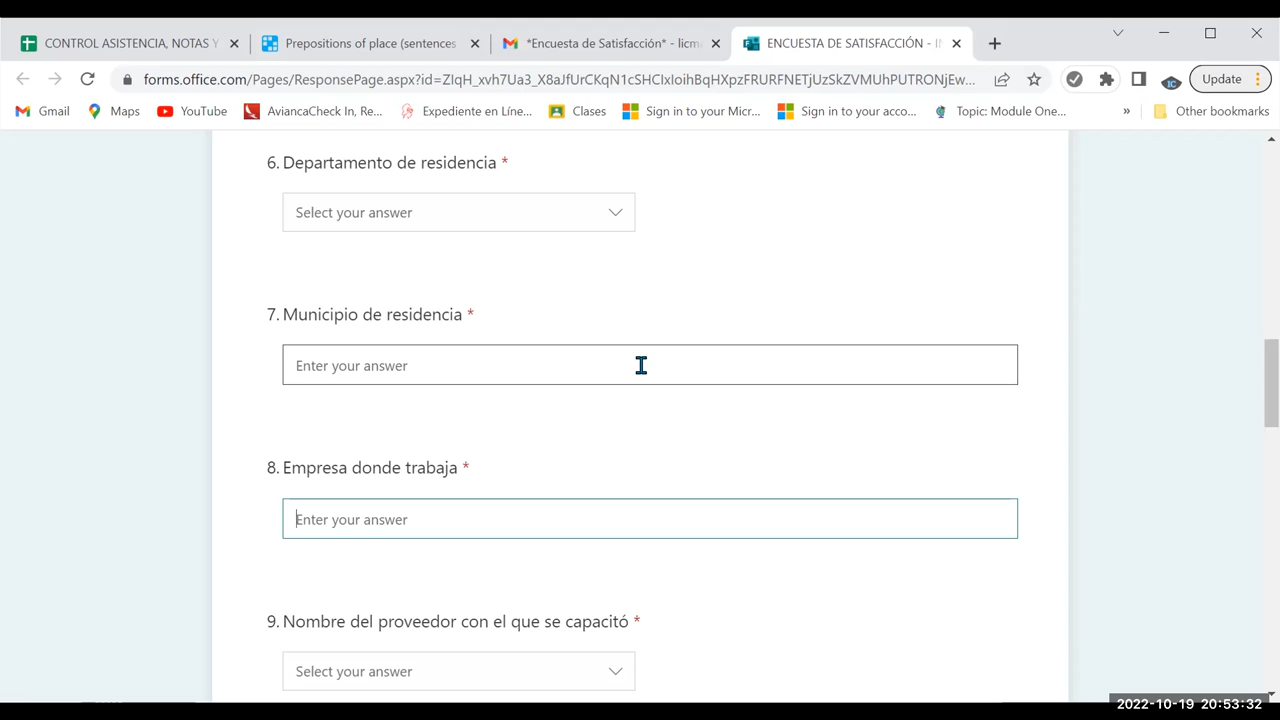 CONTROL ASISTENCIA, NOTAS Y
Prepositions of place (sentences
*Encuesta de Satisfacción* - licm
ENCUESTA DE SATISFACCIÓN - IN
forms.office.com/Pages/ResponsePage.aspx?id=ZIqH_xvh7Ua3_X8aJfUrCKqN1cSHCIxIoihBqHXpzFRURFNETjUzSkZVMUhPUTRONjEw...
IC
Update
Gmail
Maps
YouTube
AviancaCheck In, Re...
Expediente en Líne...
Clases
Sign in to your Micr...
Sign in to your acco...
Topic: Module One...
»
Other bookmarks
6. Departamento de residencia *
Select your answer
7. Municipio de residencia *
Enter your answer
8. Empresa donde trabaja *
Enter your answer
9. Nombre del proveedor con el que se capacitó *
Select your answer
2022-10-19 20:53:32